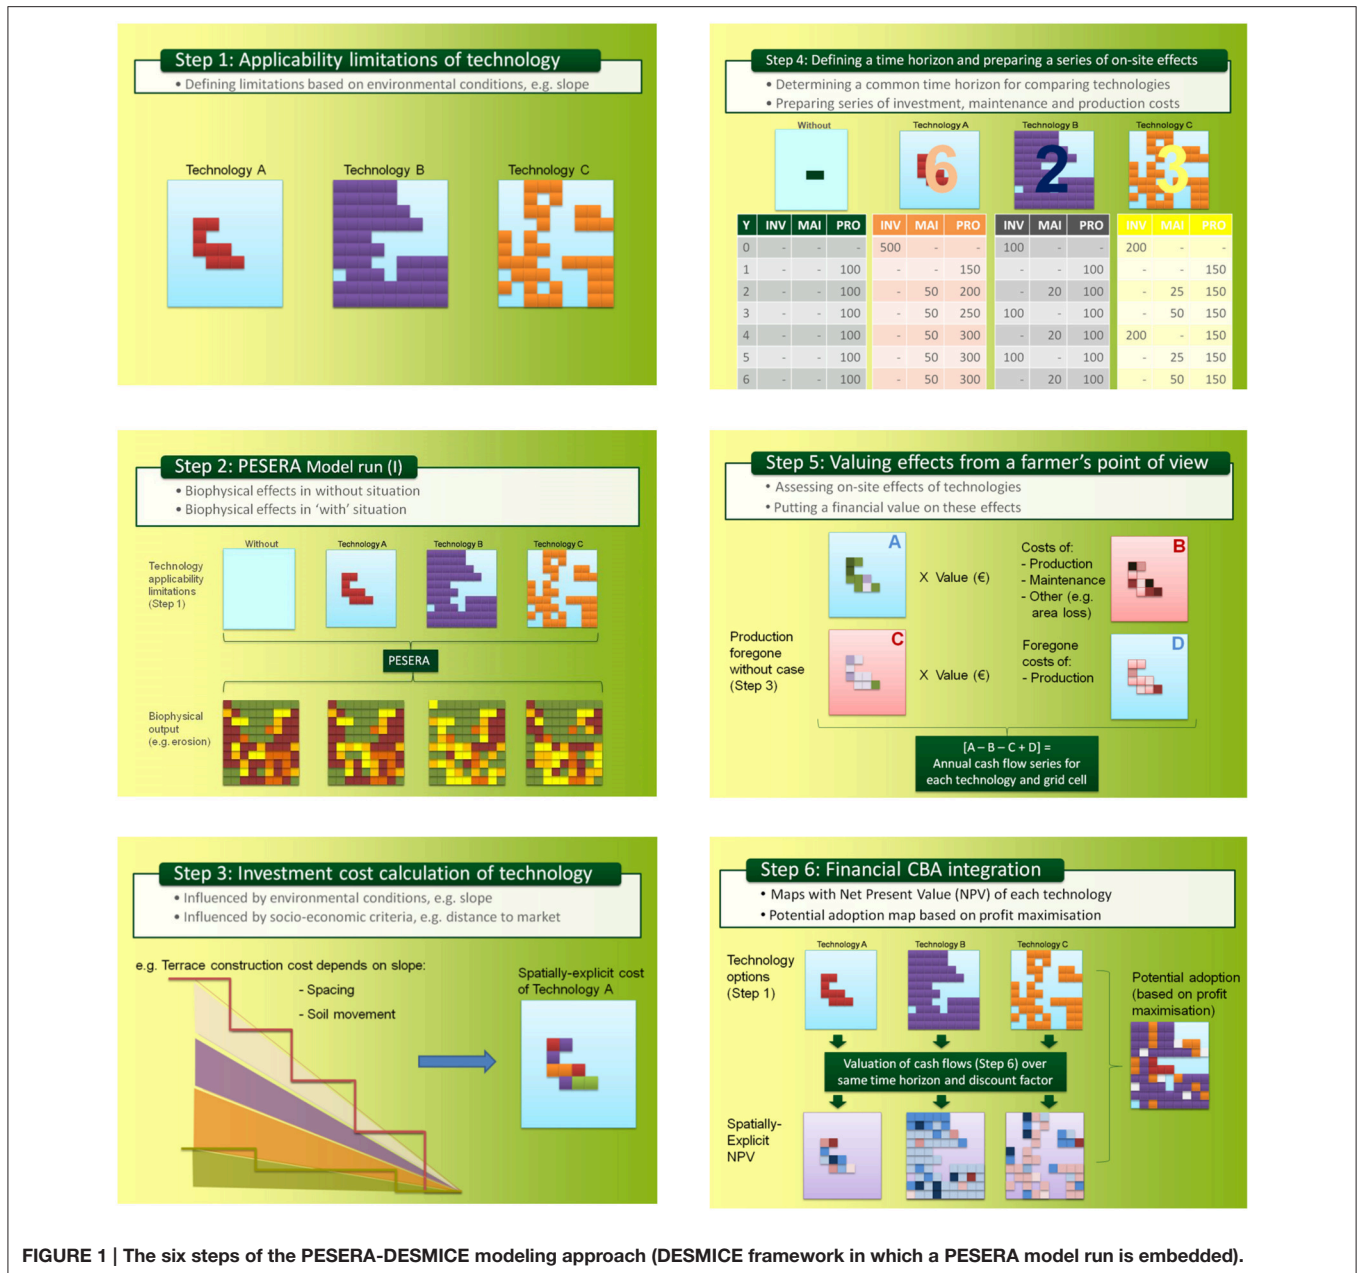 Step 1: Applicability limitations of technology
• Defining limitations based on environmental conditions, e.g. slope
Technology A Technology B Technology C
Step 2: PESERA Model run (I)
• Biophysical effects in without situation
• Biophysical effects in ‘with’ situation
Without Technology A Technology B Technology C
Technology
applicability
limitations
(Step 1)
PESERA
Biophysical
output
(e.g. erosion)
Step 3: Investment cost calculation of technology
• Influenced by environmental conditions, e.g. slope
• Influenced by socio-economic criteria, e.g. distance to market
e.g. Terrace construction cost depends on slope:
- Spacing
- Soil movement
Spatially-explicit cost
of Technology A
Step 4: Defining a time horizon and preparing a series of on-site effects
• Determining a common time horizon for comparing technologies
• Preparing series of investment, maintenance and production costs
Without Technology A Technology B Technology C
- 6 2 3
Y INV MAI PRO INV MAI PRO INV MAI PRO INV MAI PRO
0 - - - 500 - - 100 - - 200 - -
1 - - 100 - - 150 - - 100 - - 150
2 - - 100 - 50 200 - 20 100 - 25 150
3 - - 100 - 50 250 100 - 100 - 50 150
4 - - 100 - 50 300 - 20 100 200 - 150
5 - - 100 - 50 300 100 - 100 - 25 150
6 - - 100 - 50 300 - 20 100 - 50 150
Step 5: Valuing effects from a farmer’s point of view
• Assessing on-site effects of technologies
• Putting a financial value on these effects
A
X Value (€)
Costs of:
- Production
- Maintenance
- Other (e.g.
area loss)
B
Production
foregone
without case
(Step 3)
C
X Value (€)
Foregone
costs of:
- Production
D
[A – B – C + D] =
Annual cash flow series for
each technology and grid cell
Step 6: Financial CBA integration
• Maps with Net Present Value (NPV) of each technology
• Potential adoption map based on profit maximisation
Technology A Technology B Technology C
Technology
options
(Step 1)
Potential adoption
(based on profit
maximisation)
Valuation of cash flows (Step 6) over
same time horizon and discount factor
Spatially-
Explicit
NPV
FIGURE 1 | The six steps of the PESERA-DESMICE modeling approach (DESMICE framework in which a PESERA model run is embedded).